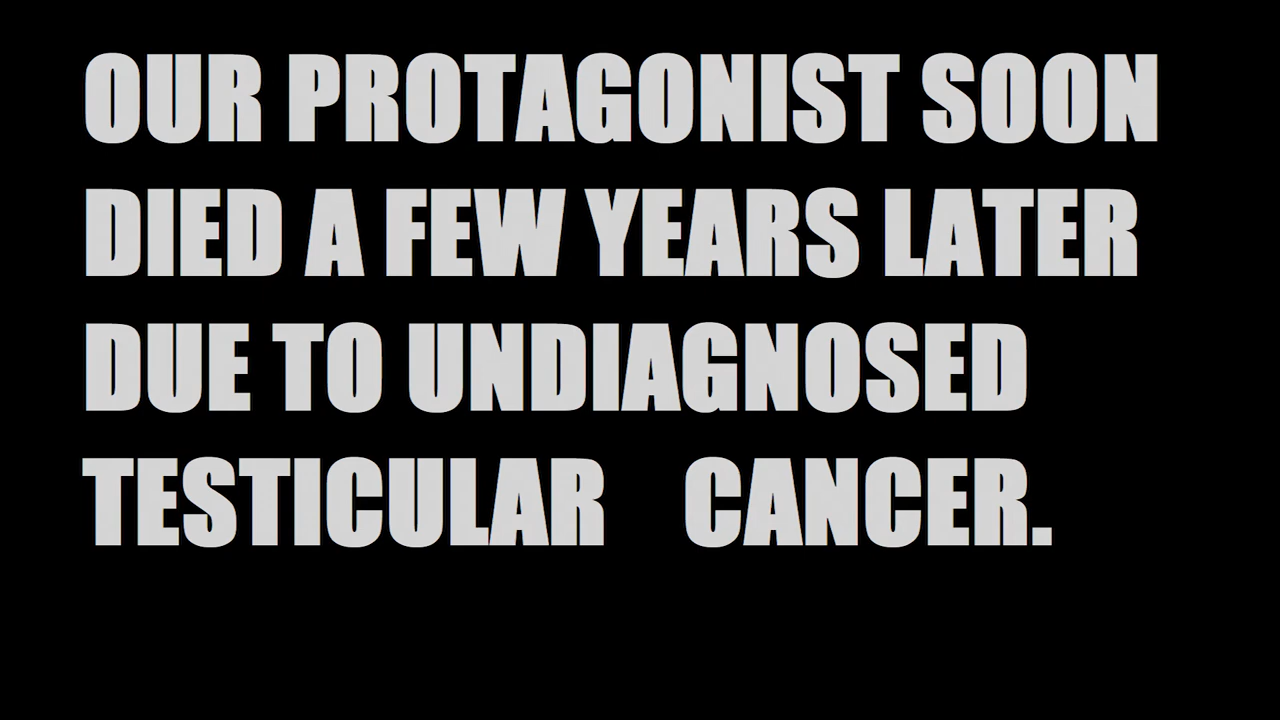 OUR PROTAGONIST SOON
DIED A FEW YEARS LATER
DUE TO UNDIAGNOSED
TESTICULAR   CANCER.